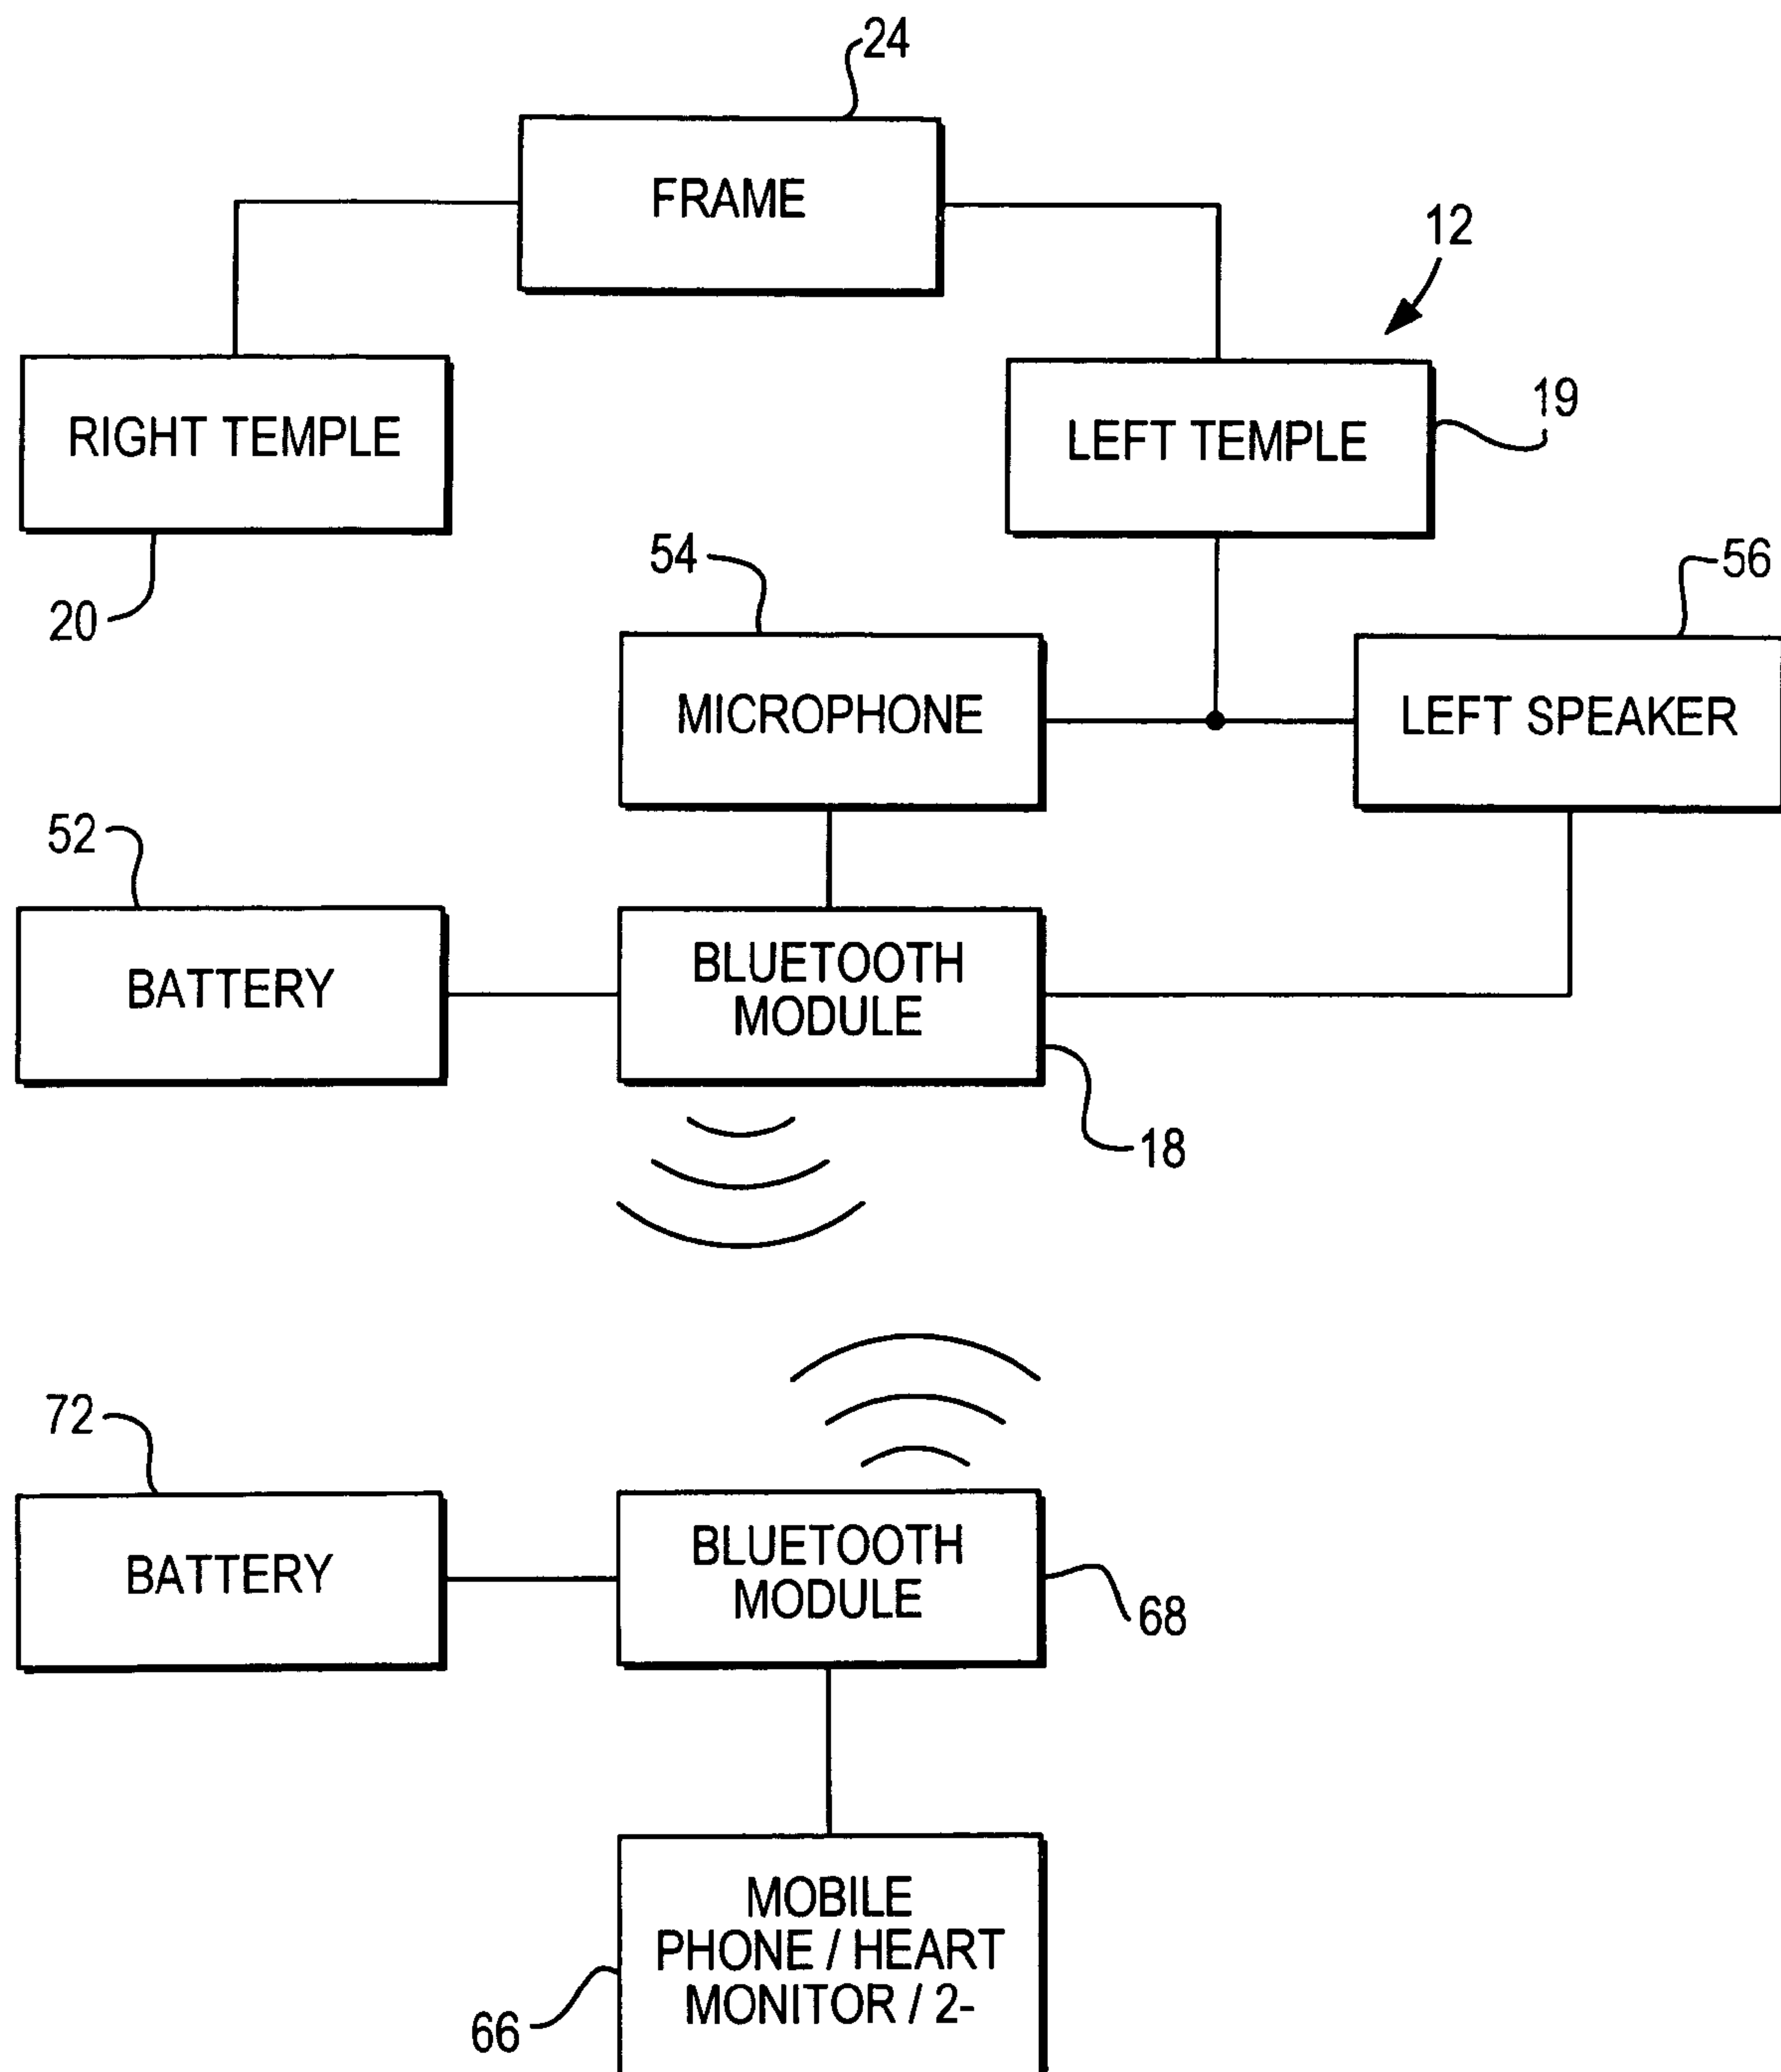 24
FRAME
12
RIGHT TEMPLE
LEFT TEMPLE
19
20
54
56
MICROPHONE
LEFT SPEAKER
52
BATTERY
BLUETOOTH
MODULE
18
72
BATTERY
BLUETOOTH
MODULE
68
MOBILE
PHONE / HEART
MONITOR / 2-
66